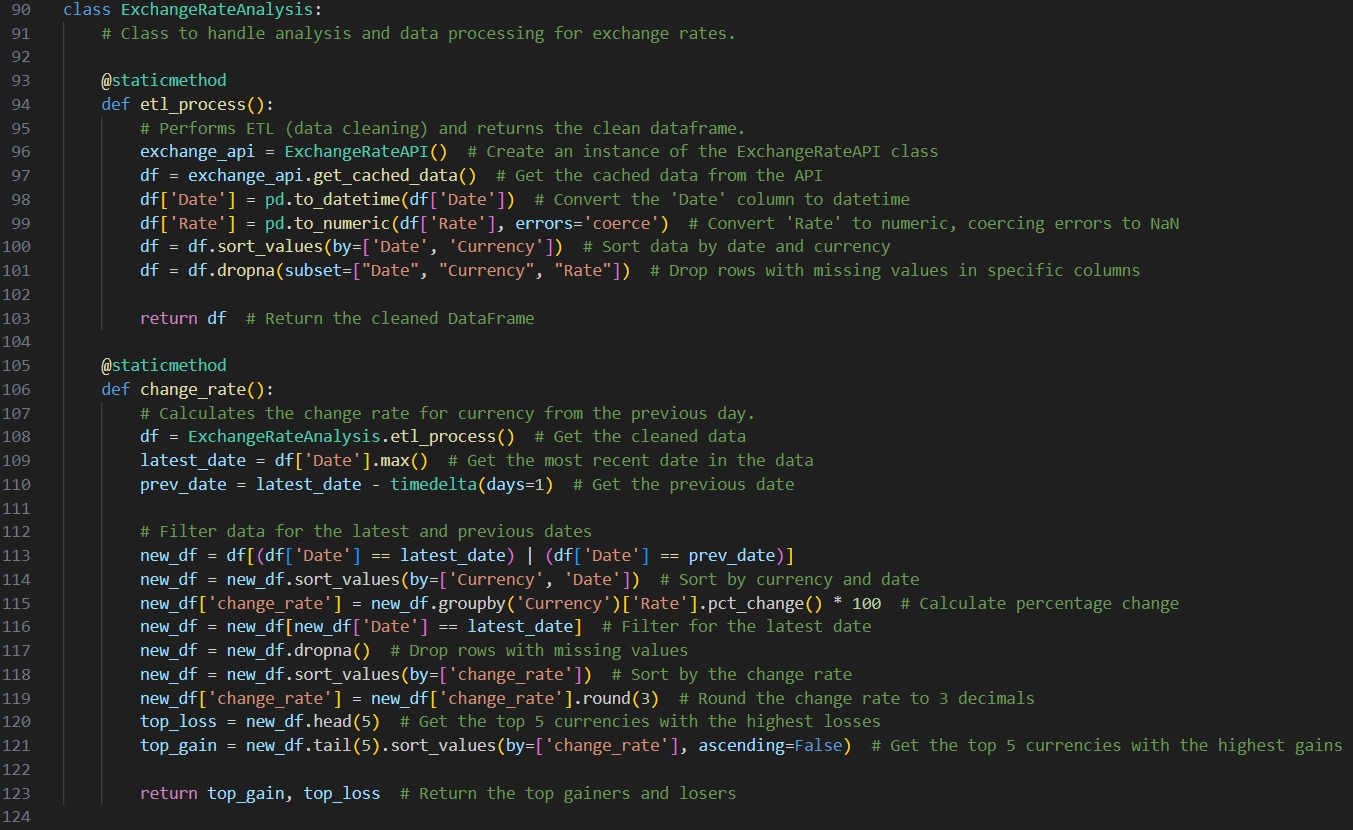 90 class ExchangeRateAnalysis:
91     # Class to handle analysis and data processing for exchange rates.
92
93     @staticmethod
94     def etl_process():
95         # Performs ETL (data cleaning) and returns the clean dataframe.
96         exchange_api = ExchangeRateAPI()  # Create an instance of the ExchangeRateAPI class
97         df = exchange_api.get_cached_data()  # Get the cached data from the API
98         df['Date'] = pd.to_datetime(df['Date'])  # Convert the 'Date' column to datetime
99         df['Rate'] = pd.to_numeric(df['Rate'], errors='coerce')  # Convert 'Rate' to numeric, coercing errors to NaN
100         df = df.sort_values(by=['Date', 'Currency'])  # Sort data by date and currency
101         df = df.dropna(subset=["Date", "Currency", "Rate"])  # Drop rows with missing values in specific columns
102
103         return df  # Return the cleaned DataFrame
104
105     @staticmethod
106     def change_rate():
107         # Calculates the change rate for currency from the previous day.
108         df = ExchangeRateAnalysis.etl_process()  # Get the cleaned data
109         latest_date = df['Date'].max()  # Get the most recent date in the data
110         prev_date = latest_date - timedelta(days=1)  # Get the previous date
111
112         # Filter data for the latest and previous dates
113         new_df = df[(df['Date'] == latest_date) | (df['Date'] == prev_date)]
114         new_df = new_df.sort_values(by=['Currency', 'Date'])  # Sort by currency and date
115         new_df['change_rate'] = new_df.groupby('Currency')['Rate'].pct_change() * 100  # Calculate percentage change
116         new_df = new_df[new_df['Date'] == latest_date]  # Filter for the latest date
117         new_df = new_df.dropna()  # Drop rows with missing values
118         new_df = new_df.sort_values(by=['change_rate'])  # Sort by the change rate
119         new_df['change_rate'] = new_df['change_rate'].round(3)  # Round the change rate to 3 decimals
120         top_loss = new_df.head(5)  # Get the top 5 currencies with the highest losses
121         top_gain = new_df.tail(5).sort_values(by=['change_rate'], ascending=False)  # Get the top 5 currencies with the highest gains
122
123         return top_gain, top_loss  # Return the top gainers and losers
124